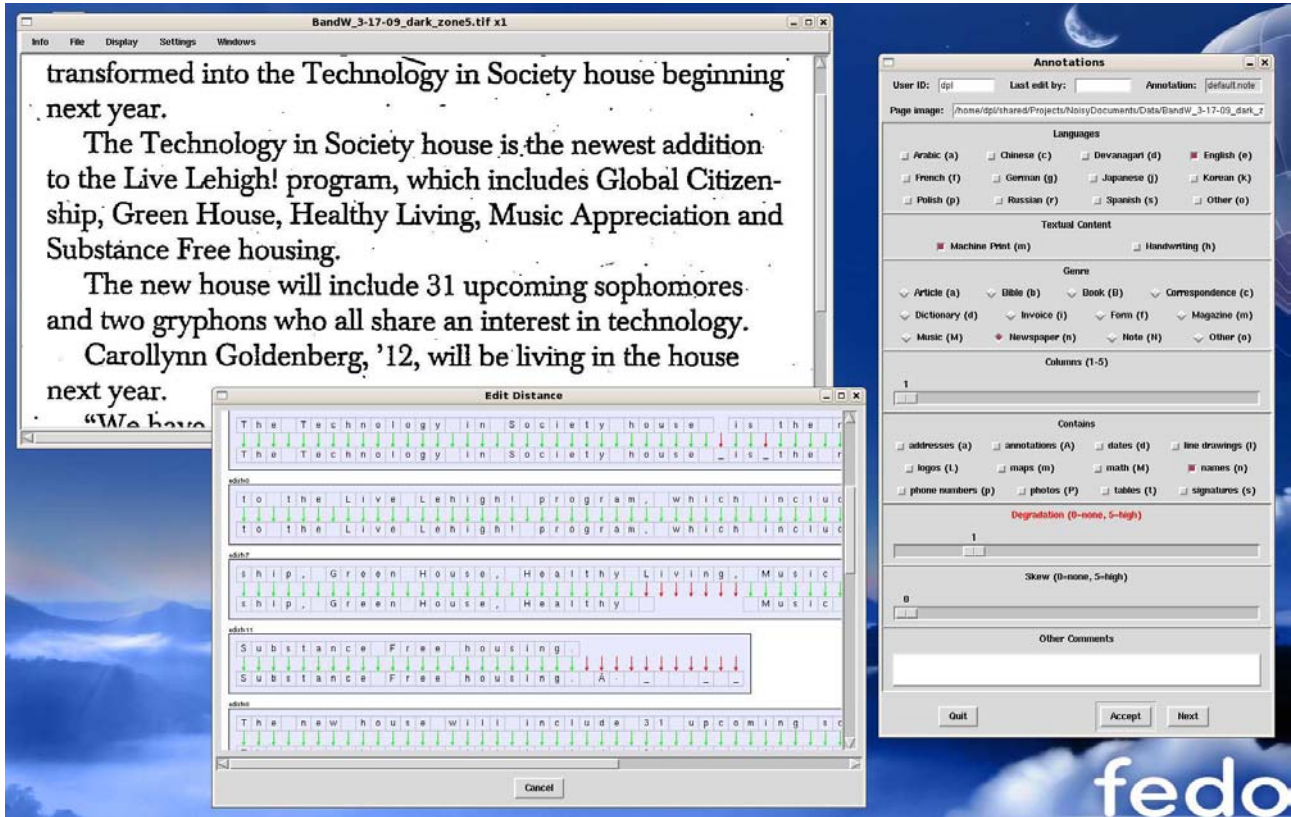 BandW_3-17-09_dark_zone5.tif x1
Info File Display Settings Windows
transformed into the Technology in Society house beginning
next year.
The Technology in Society house is the newest addition
to the Live Lehigh! program, which includes Global Citizen-
ship, Green House, Healthy Living, Music Appreciation and
Substance Free housing.
The new house will include 31 upcoming sophomores
and two gryphons who all share an interest in technology.
Carollynn Goldenberg, '12, will be living in the house
next year.
“We have
Edit Distance
The Technology in Society house is the
The Technology in Society house _is_the
to the Live Lehigh! program, which includ
to the Live Lehigh! program, which includ
ship, Green House, Healthy Living, Music
ship, Green House, Healthy Music
Substance Free housing.
Substance Free housing. Â· _ _ _
The new house will include 31 upcoming so
Cancel
Annotations
User ID: dpl Last edit by: Annotation: default.note
Page image: /home/dpl/shared/Projects/NoisyDocuments/Data/BandW_3-17-09_dark_z
Languages
Arabic (a) Chinese (c) Devanagari (d) English (e)
French (f) German (g) Japanese (j) Korean (k)
Polish (p) Russian (r) Spanish (s) Other (o)
Textual Content
Machine Print (m) Handwriting (h)
Genre
Article (a) Bible (b) Book (B) Correspondence (c)
Dictionary (d) Invoice (i) Form (f) Magazine (m)
Music (M) Newspaper (n) Note (N) Other (o)
Columns (1-5)
1
Contains
addresses (a) annotations (A) dates (d) line drawings (l)
logos (L) maps (m) math (M) names (n)
phone numbers (p) photos (P) tables (t) signatures (s)
Degradation (0=none, 5=high)
1
Skew (0=none, 5=high)
0
Other Comments
Quit Accept Next
fedo